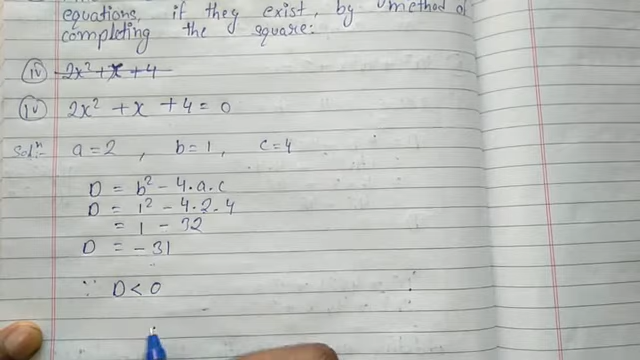 equations, if they exist, by method of
completing the square:
(iv) 2x² + x + 4
(iv) 2x² + x + 4 = 0
Solⁿ:- a = 2 , b = 1 , c = 4
D = b² - 4.a.c
D = 1² - 4.2.4
= 1 - 32
D = - 31
∵ D < 0